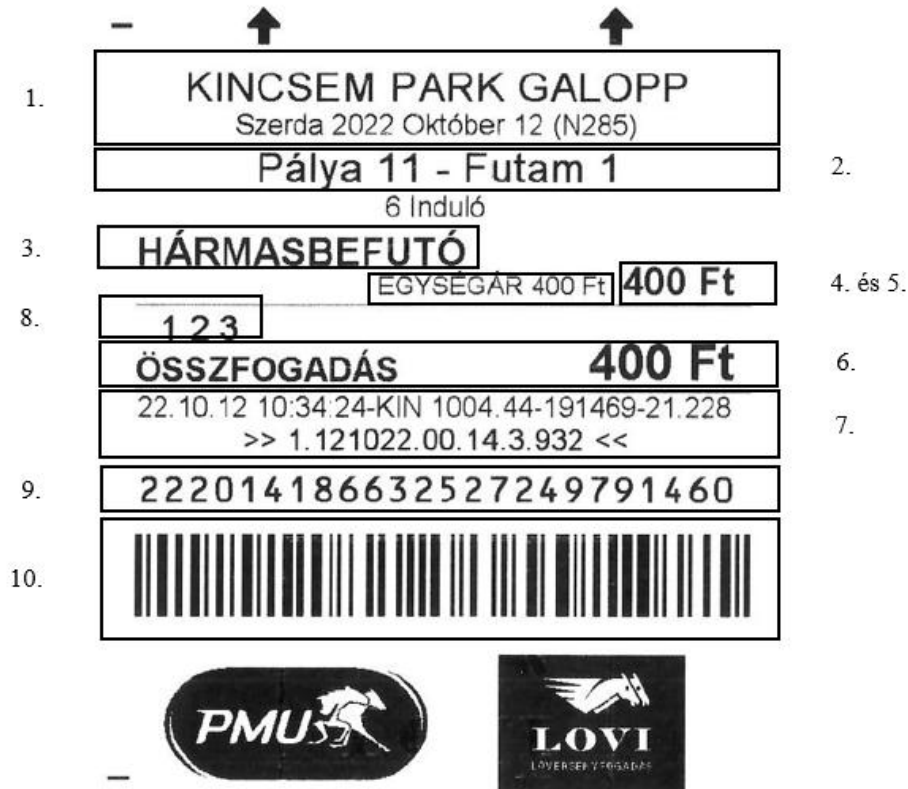 1. KINCSEM PARK GALOPP
Szerda 2022 Október 12 (N285)
Pálya 11 - Futam 1 2.
6 Induló
3. HÁRMASBEFUTÓ
EGYSÉGÁR 400 Ft 400 Ft 4. és 5.
8. 1 2 3
ÖSSZFOGADÁS 400 Ft 6.
22.10.12 10:34:24-KIN 1004.44-191469-21.228
>> 1.121022.00.14.3.932 << 7.
9. 222014186632527249791460
10.
PMU
LOVI
LÓVERSENYFOGADÁS